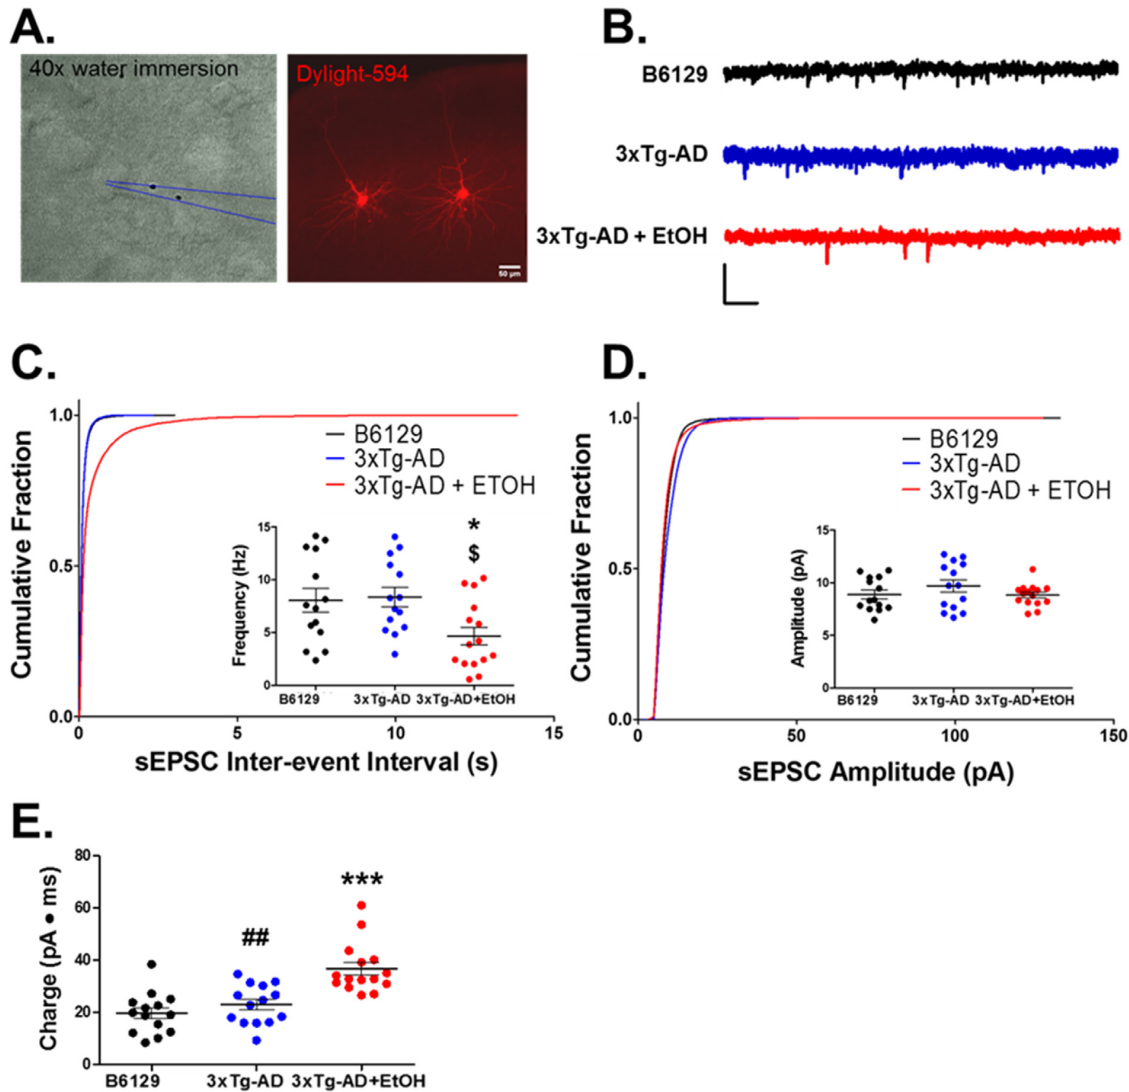 A.
40x water immersion
Dylight-594
50 µm
B.
B6129
3xTg-AD
3xTg-AD + EtOH
C.
Cumulative Fraction
1.0
0.5
0.0
0
5
10
15
sEPSC Inter-event Interval (s)
B6129
3xTg-AD
3xTg-AD + ETOH
Frequency (Hz)
15
10
5
0
*
$
B6129
3xTg-AD
3xTg-AD+EtOH
D.
Cumulative Fraction
1.0
0.5
0.0
0
50
100
150
sEPSC Amplitude (pA)
B6129
3xTg-AD
3xTg-AD + ETOH
Amplitude (pA)
15
10
5
0
B6129
3xTg-AD
3xTg-AD+EtOH
E.
Charge (pA • ms)
80
60
40
20
0
##
***
B6129
3xTg-AD
3xTg-AD+EtOH